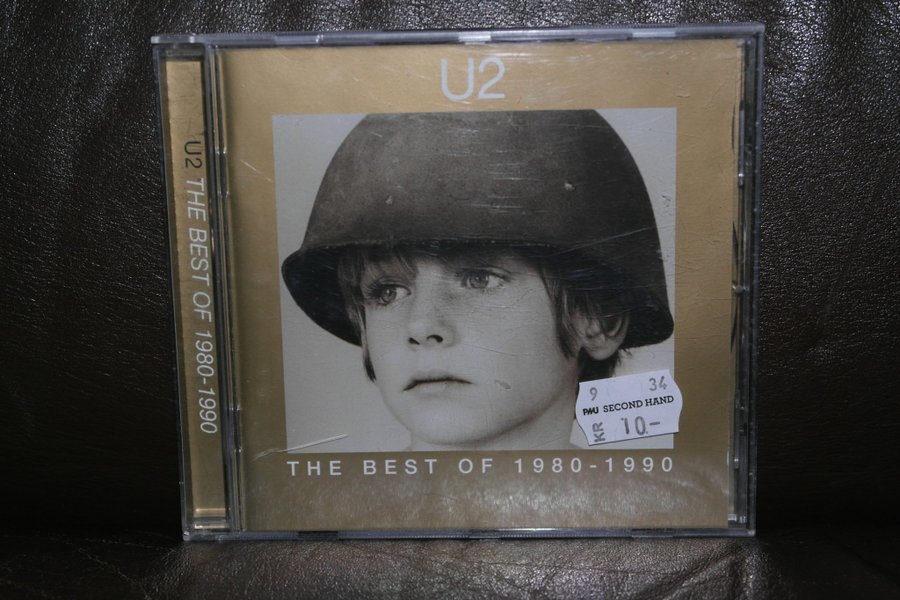 U2
U2 THE BEST OF 1980-1990
9 34
PMU SECOND HAND
KR 10-
THE BEST OF 1980-1990